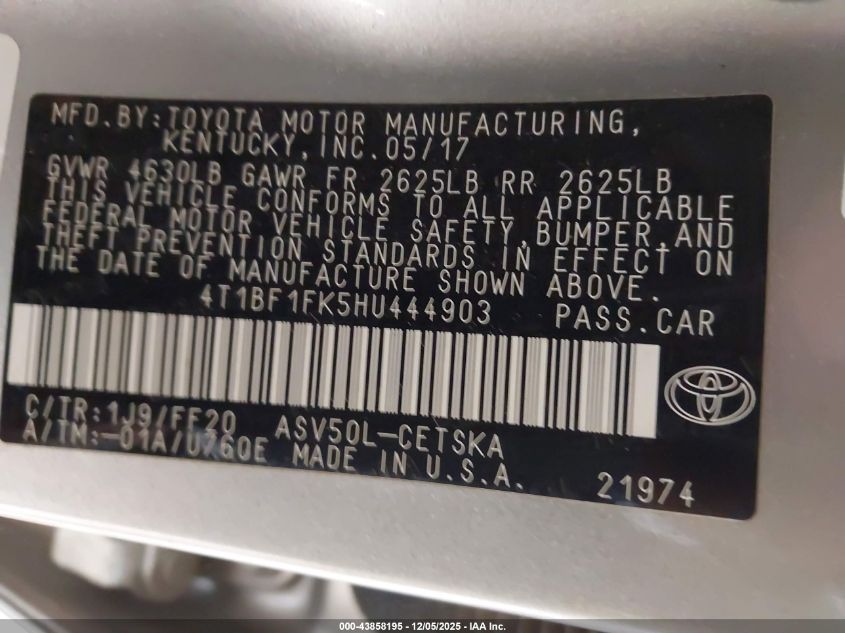 MFD. BY: TOYOTA MOTOR MANUFACTURING,
KENTUCKY, INC. 05/17
GVWR 4630LB GAWR FR 2625LB RR 2625LB
THIS VEHICLE CONFORMS TO ALL APPLICABLE
FEDERAL MOTOR VEHICLE SAFETY, BUMPER, AND
THEFT PREVENTION STANDARDS IN EFFECT ON
THE DATE OF MANUFACTURE SHOWN ABOVE.
4T1BF1FK5HU444903 PASS. CAR
C/TR: 1J9/FF20 ASV50L-CETSKA
A/TM: -01A/U760E MADE IN U.S.A.
21974
000-43858195 - 12/05/2025 - IAA Inc.